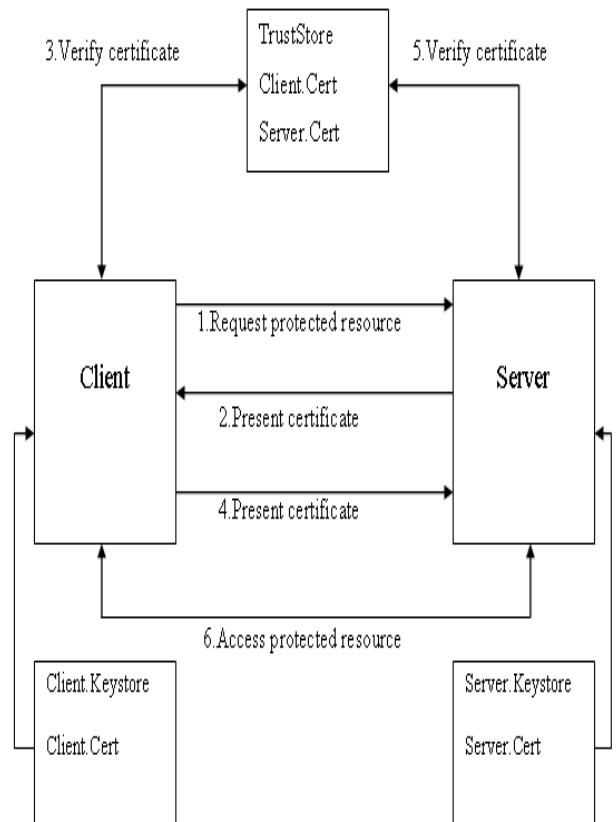 TrustStore
3.Verify certificate
5.Verify certificate
Client.Cert
Server.Cert
1.Request protected resource
Client
Server
2.Present certificate
4.Present certificate
6.Access protected resource
Client.Keystore
Client.Cert
Server.Keystore
Server.Cert